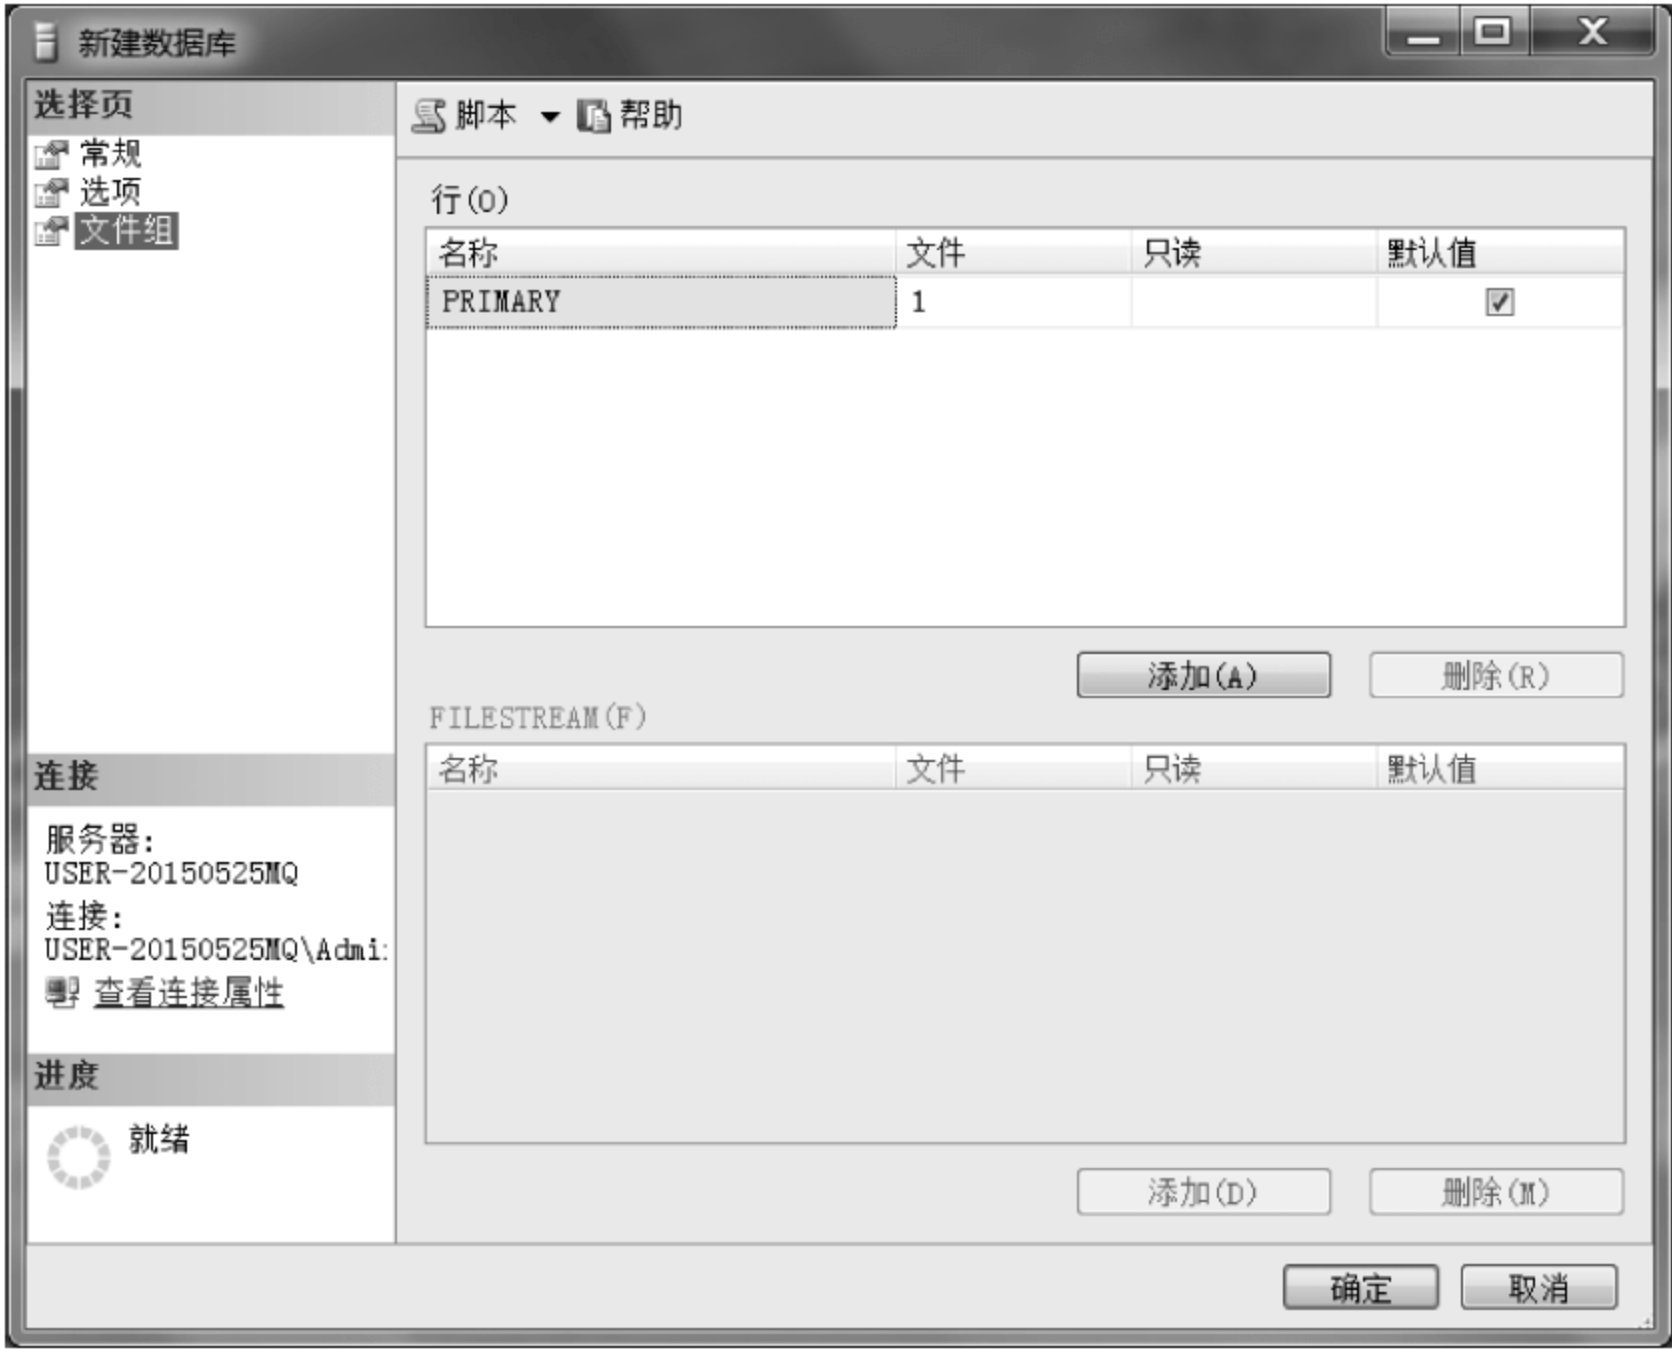 新建数据库
选择页
常规
选项
文件组
脚本 帮助
行(O)
名称 文件 只读 默认值
PRIMARY 1
添加(A) 删除(R)
FILESTREAM(F)
名称 文件 只读 默认值
添加(D) 删除(M)
连接
服务器:
USER-20150525MQ
连接:
USER-20150525MQ\Admi
查看连接属性
进度
就绪
确定 取消